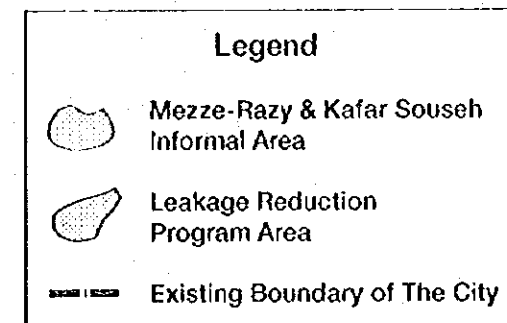 Legend
Mezze-Razy & Kafar Souseh
Informal Area
Leakage Reduction
Program Area
Existing Boundary of The City